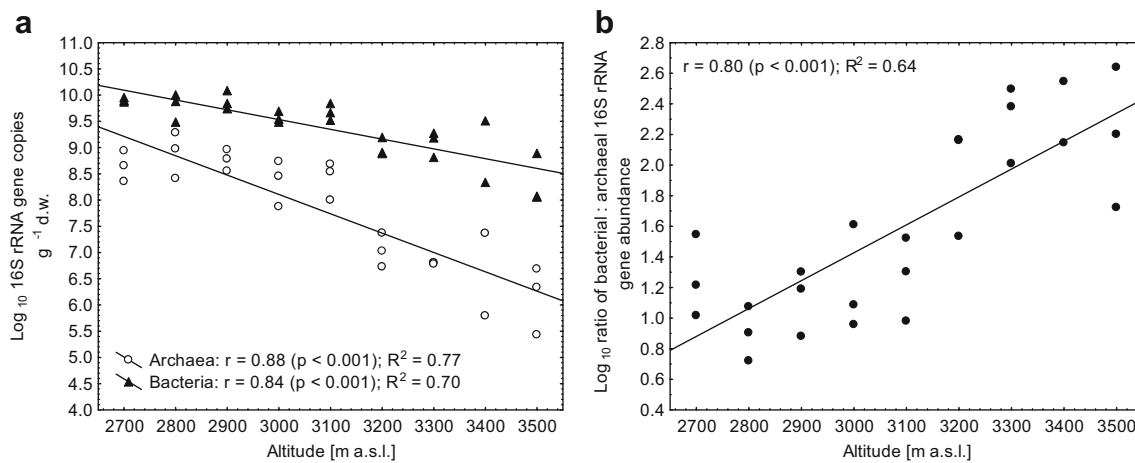 a
Log 10 16S rRNA gene copies
g -1 d.w.
11.0
10.5
10.0
9.5
9.0
8.5
8.0
7.5
7.0
6.5
6.0
5.5
5.0
4.5
4.0
Archaea: r = 0.88 (p < 0.001); R2 = 0.77
Bacteria: r = 0.84 (p < 0.001); R2 = 0.70
2700 2800 2900 3000 3100 3200 3300 3400 3500
Altitude [m a.s.l.]
b
Log 10 ratio of bacterial : archaeal 16S rRNA
gene abundance
2.8
2.6
2.4
2.2
2.0
1.8
1.6
1.4
1.2
1.0
0.8
0.6
0.4
r = 0.80 (p < 0.001); R2 = 0.64
2700 2800 2900 3000 3100 3200 3300 3400 3500
Altitude [m a.s.l.]